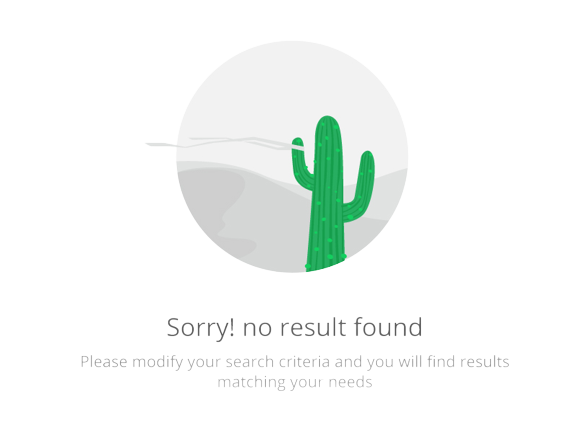 Sorry! no result found
Please modify your search criteria and you will find results
matching your needs